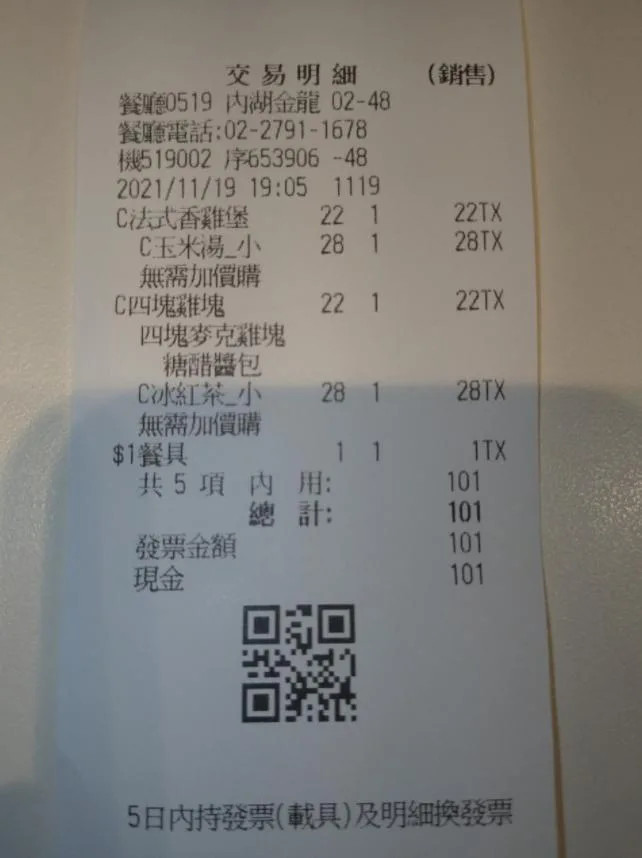 交易明細 (銷售)
餐廳0519 內湖金龍 02-48
餐廳電話:02-2791-1678
機519002 序653906 -48
2021/11/19 19:05 1119
C法式香雞堡 22 1 22TX
C玉米湯_小 28 1 28TX
無需加價購
C四塊雞塊 22 1 22TX
四塊麥克雞塊
糖醋醬包
C冰紅茶_小 28 1 28TX
無需加價購
$1餐具 1 1 1TX
共 5 項 內 用: 101
總 計: 101
發票金額 101
現金 101
5日內持發票(載具)及明細換發票